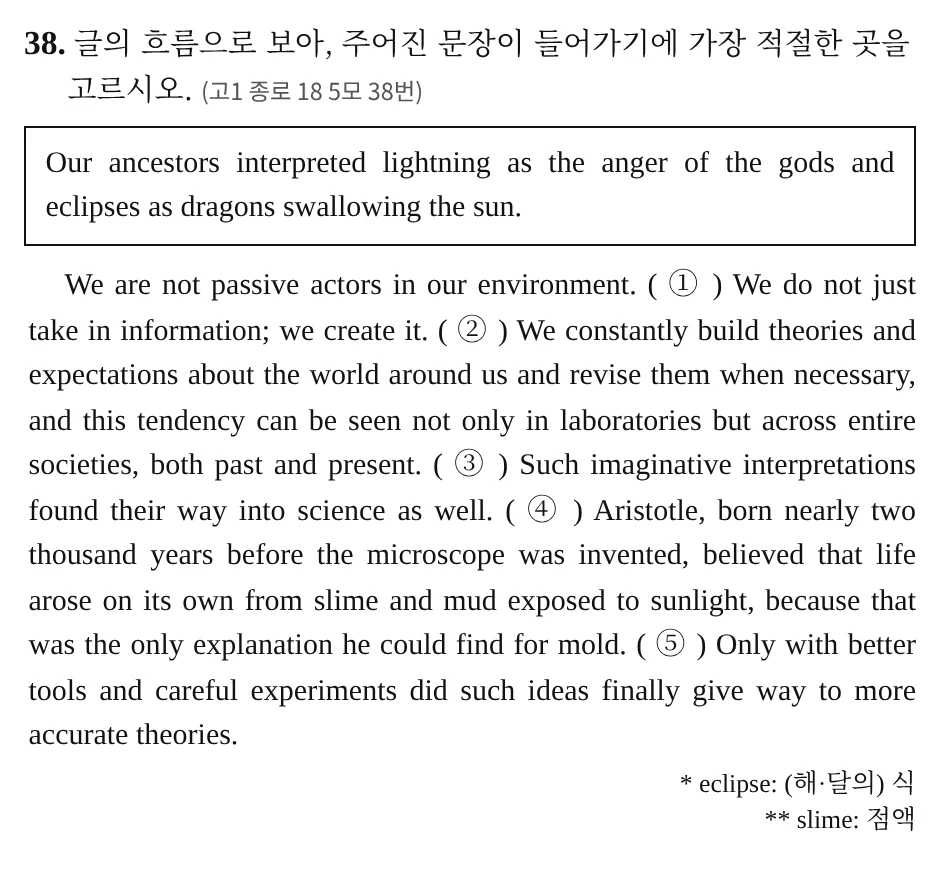 38. 글의 흐름으로 보아, 주어진 문장이 들어가기에 가장 적절한 곳을
고르시오. (고1 종로 18 5모 38번)
Our ancestors interpreted lightning as the anger of the gods and
eclipses as dragons swallowing the sun.
We are not passive actors in our environment. ( ① ) We do not just
take in information; we create it. ( ② ) We constantly build theories and
expectations about the world around us and revise them when necessary,
and this tendency can be seen not only in laboratories but across entire
societies, both past and present. ( ③ ) Such imaginative interpretations
found their way into science as well. ( ④ ) Aristotle, born nearly two
thousand years before the microscope was invented, believed that life
arose on its own from slime and mud exposed to sunlight, because that
was the only explanation he could find for mold. ( ⑤ ) Only with better
tools and careful experiments did such ideas finally give way to more
accurate theories.
* eclipse: (해·달의) 식
** slime: 점액